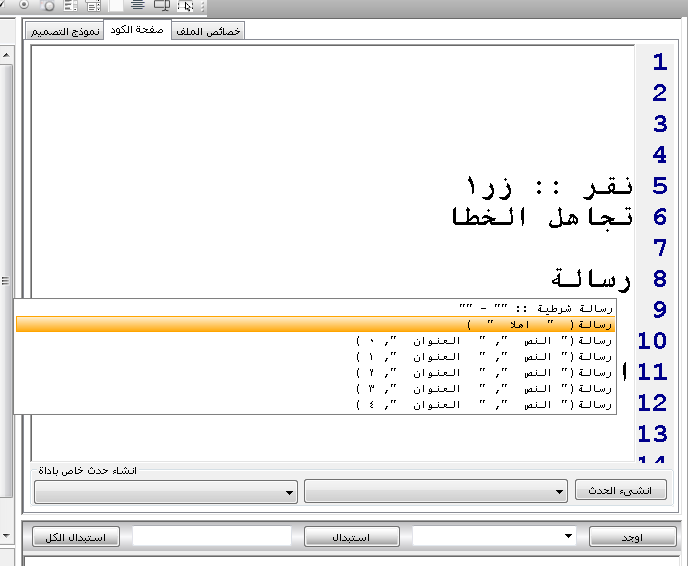 خصائص الملف صفحة الكود نموذج التصميم
1
2
3
4
5 نقر :: زر١
6 تجاهل الخطا
7
8 رسالة
9
10
11 ا
12
13
14
رسالة شرطية :: "" - ""
رسالة ( " اهلا " )
رسالة (" النص ", " العنوان ", ٠ )
رسالة (" النص ", " العنوان ", ١ )
رسالة (" النص ", " العنوان ", ٢ )
رسالة (" النص ", " العنوان ", ٣ )
رسالة (" النص ", " العنوان ", ٤ )
انشاء حدث خاص باداة
انشىء الحدث
اوجد استبدال استبدال الكل